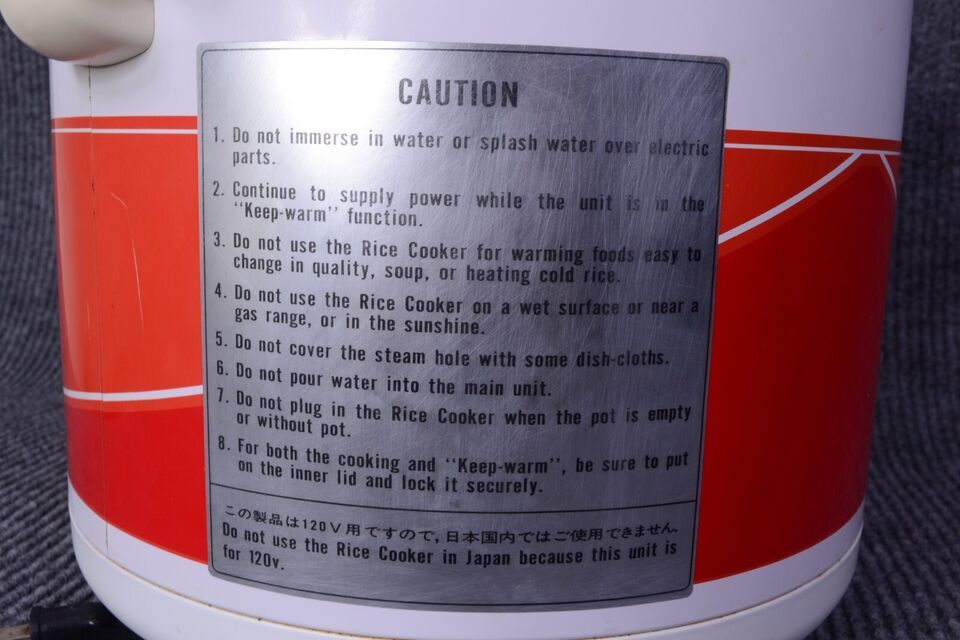 CAUTION
1. Do not immerse in water or splash water over electric
parts.
2. Continue to supply power while the unit is in the
"Keep-warm" function.
3. Do not use the Rice Cooker for warming foods easy to
change in quality, soup, or heating cold rice.
4. Do not use the Rice Cooker on a wet surface or near a
gas range, or in the sunshine.
5. Do not cover the steam hole with some dish-cloths.
6. Do not pour water into the main unit.
7. Do not plug in the Rice Cooker when the pot is empty
or without pot.
8. For both the cooking and "Keep-warm", be sure to put
on the inner lid and lock it securely.
この製品は120V用ですので,日本国内ではご使用できません.
Do not use the Rice Cooker in Japan because this unit is
for 120v.